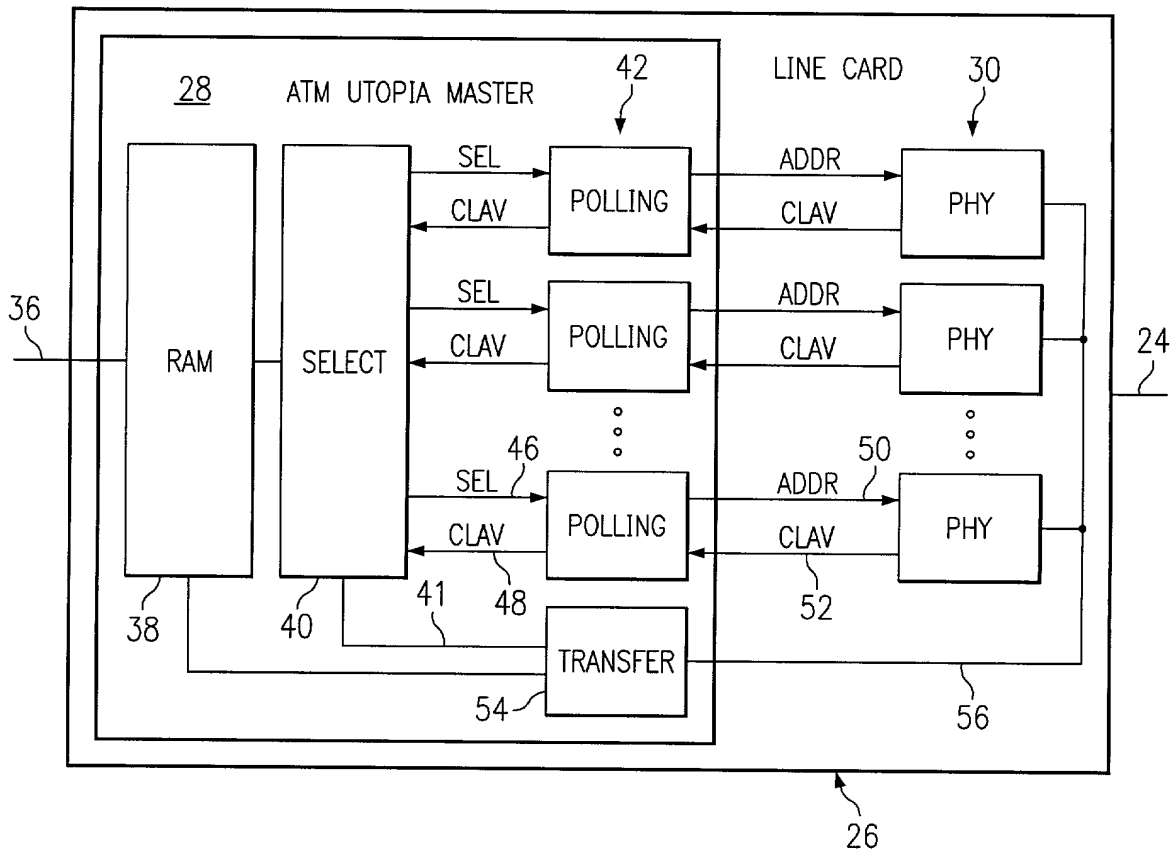 42
LINE CARD
30
28
ATM UTOPIA MASTER
SEL
ADDR
POLLING
PHY
CLAV
CLAV
36
SEL
ADDR
24
RAM
SELECT
POLLING
PHY
CLAV
CLAV
SEL
46
ADDR
50
POLLING
PHY
CLAV
CLAV
38
40
41
48
52
TRANSFER
54
56
26